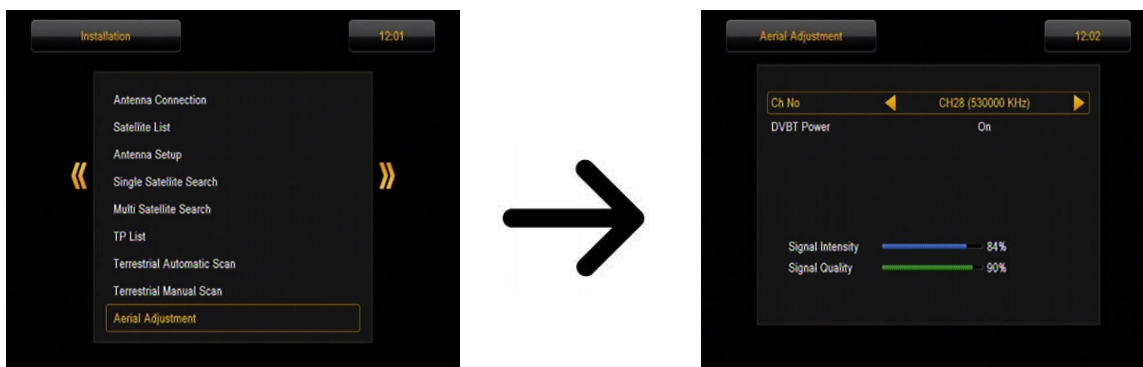 Installation
12:01
Antenna Connection
Satellite List
Antenna Setup
Single Satellite Search
Multi Satellite Search
TP List
Terrestrial Automatic Scan
Terrestrial Manual Scan
Aerial Adjustment
Aerial Adjustment
12:02
Ch No CH28 (530000 KHz)
DVBT Power On
Signal Intensity 84%
Signal Quality 90%